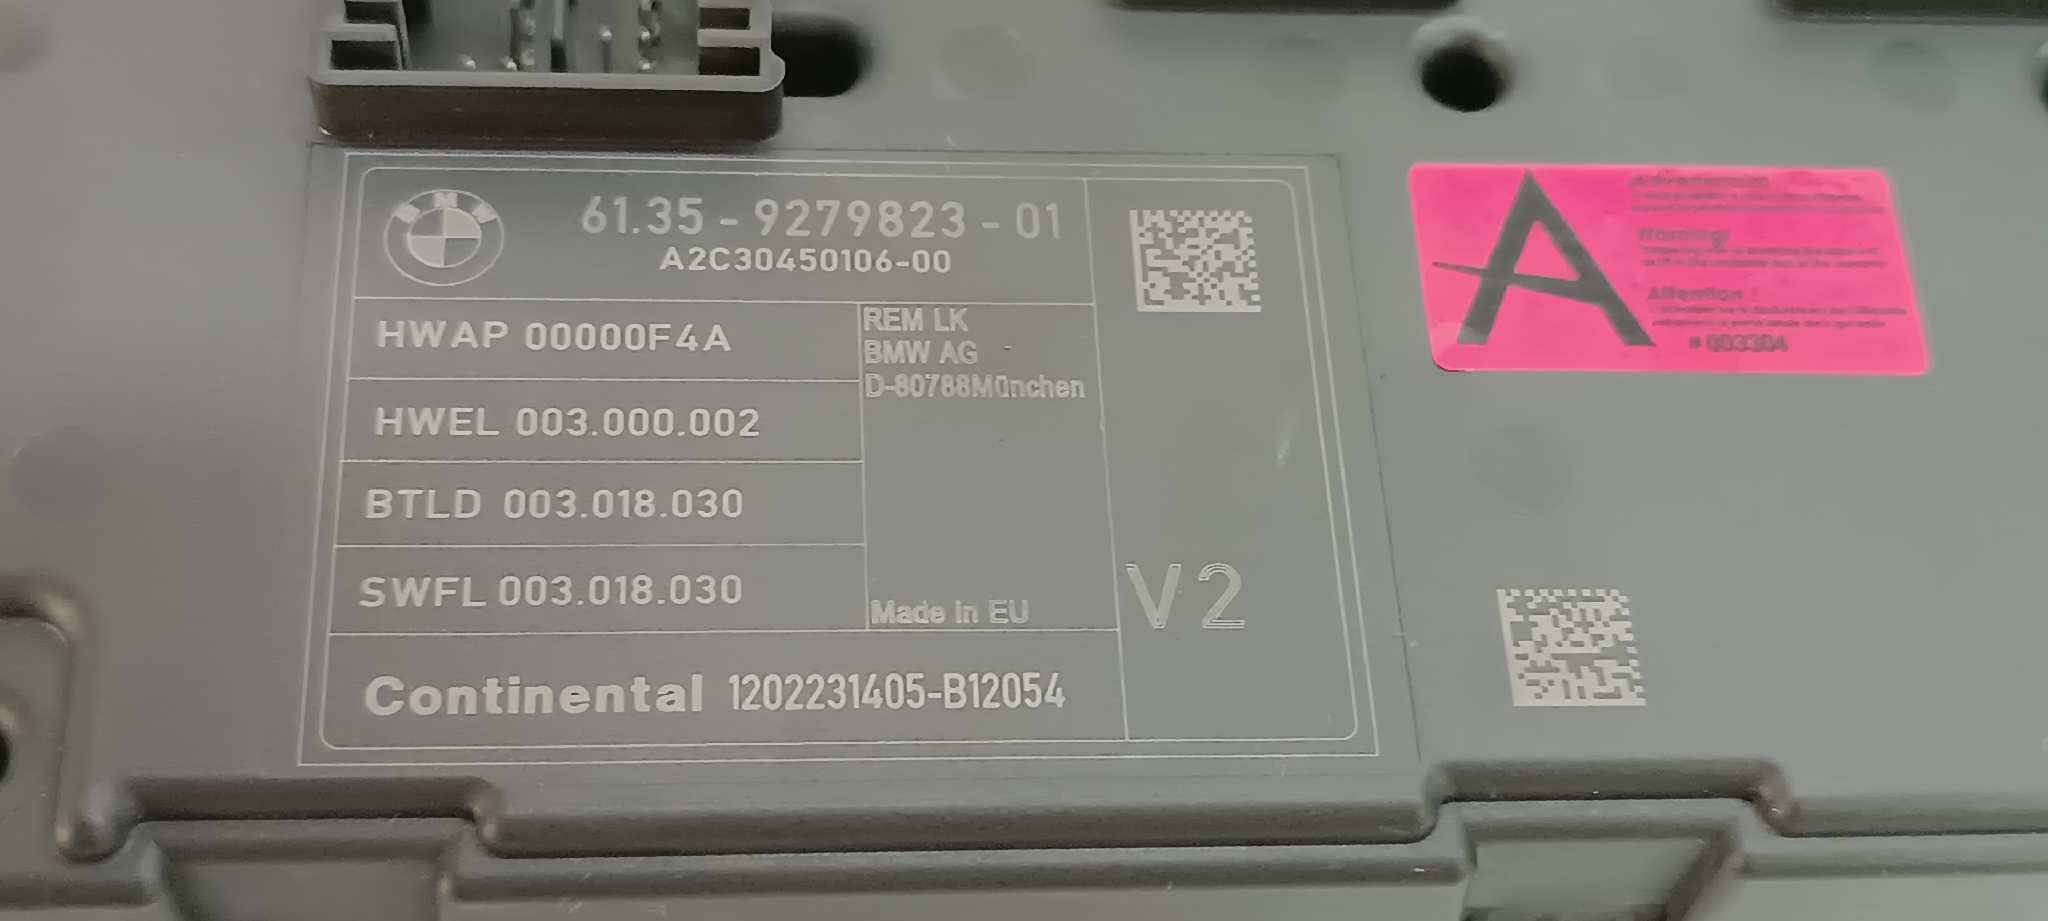 BMW
61.35 - 9279823 - 01
A2C30450106-00
HWAP 00000F4A
HWEL 003.000.002
BTLD 003.018.030
SWFL 003.018.030
REM LK
BMW AG
D-80788München
Made in EU
V2
Continental 1202231405-B12054
A
Warning!
Attention !
# 003304